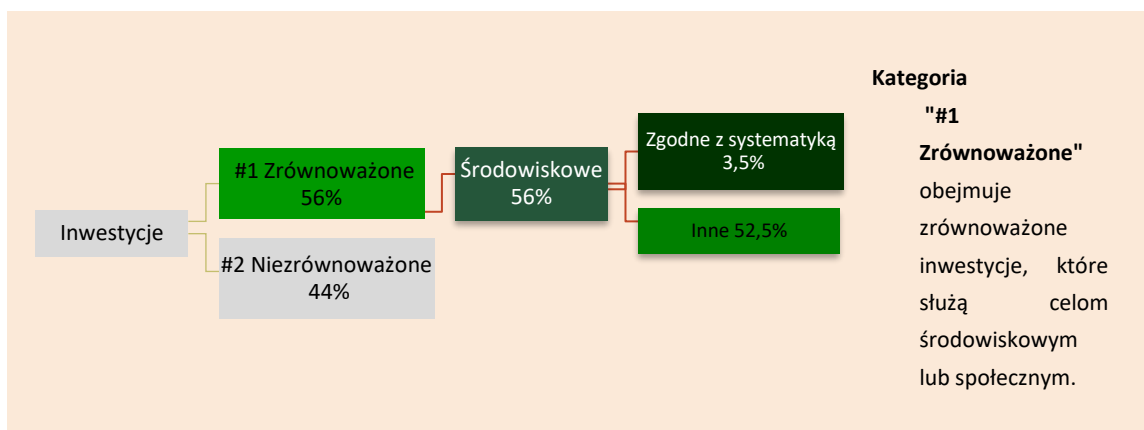 Inwestycje
#1 Zrównoważone
56%
#2 Niezrównoważone
44%
Środowiskowe
56%
Zgodne z systematyką
3,5%
Inne 52,5%
Kategoria
"#1
Zrównoważone"
obejmuje
zrównoważone
inwestycje, które
służą celom
środowiskowym
lub społecznym.